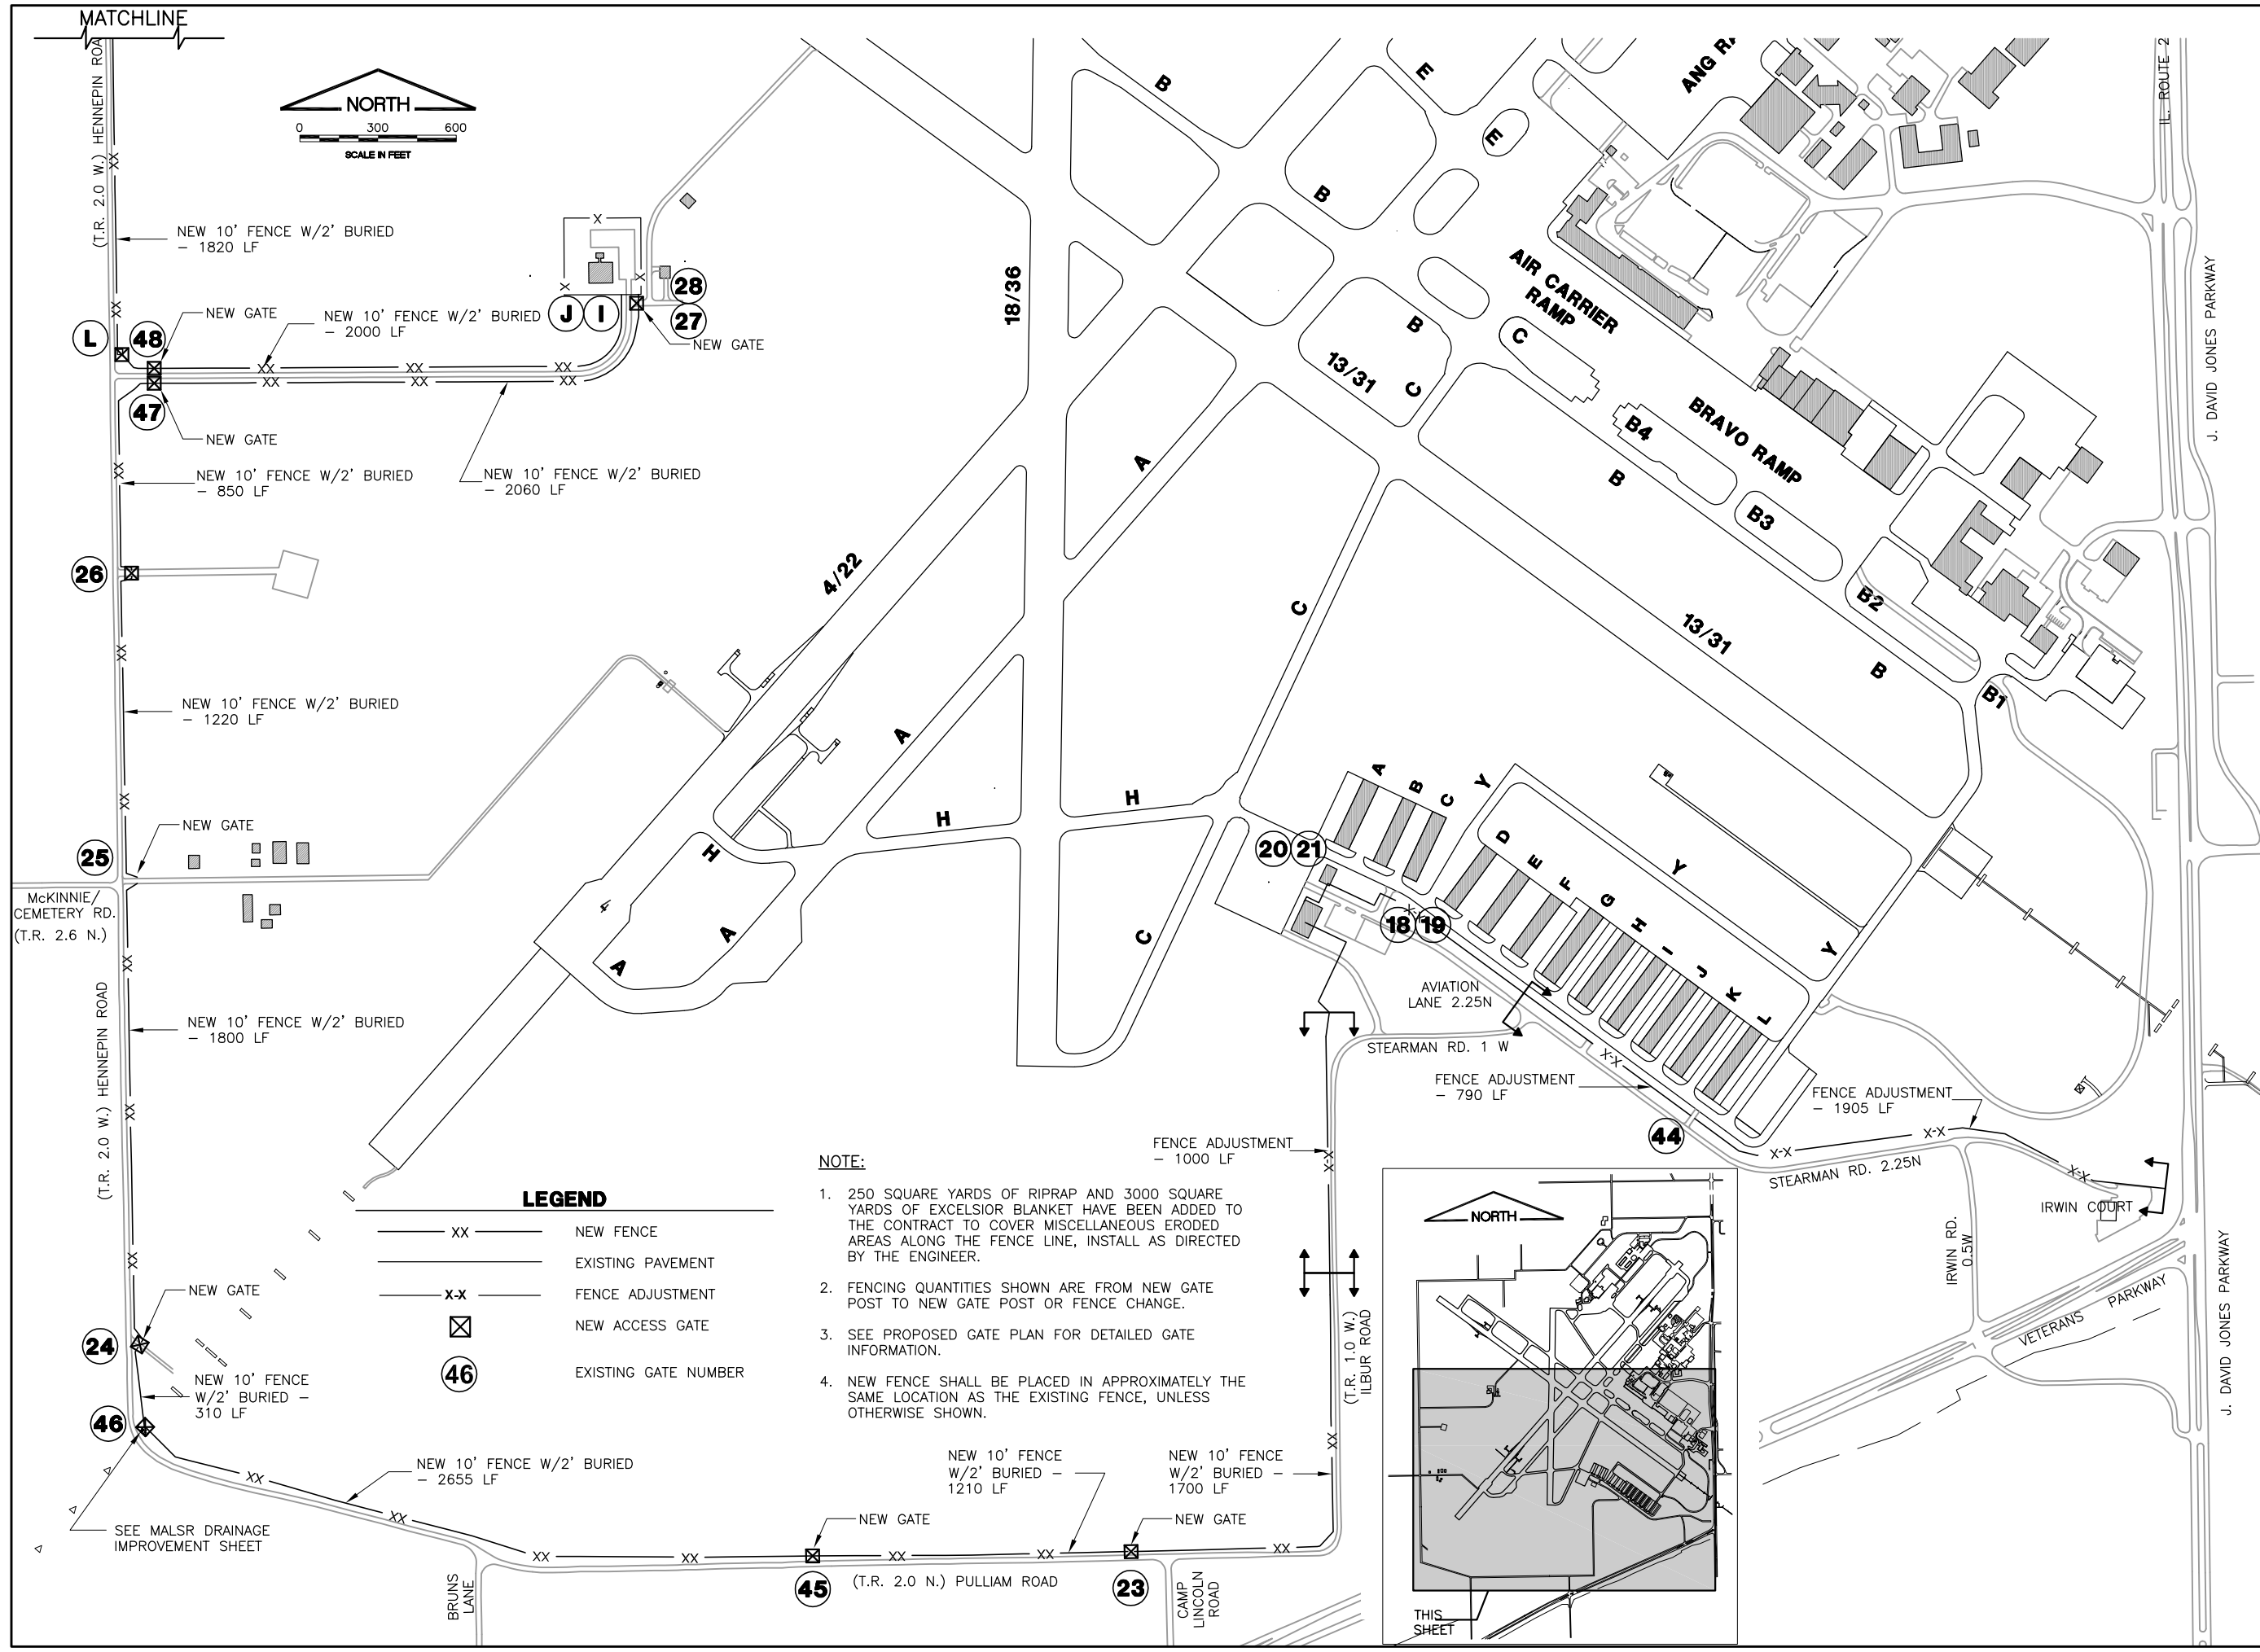 MATCHLINE
(T.R. 2.0 W.) HENNEPIN ROA
NORTH
0 300 600
SCALE IN FEET
NEW 10' FENCE W/2' BURIED
– 1820 LF
NEW GATE
NEW 10' FENCE W/2' BURIED
– 2000 LF
L
48
47
J
I
28
27
NEW GATE
NEW GATE
NEW 10' FENCE W/2' BURIED
– 850 LF
NEW 10' FENCE W/2' BURIED
– 2060 LF
26
NEW 10' FENCE W/2' BURIED
– 1220 LF
NEW GATE
25
McKINNIE/
CEMETERY RD.
(T.R. 2.6 N.)
(T.R. 2.0 W.) HENNEPIN ROAD
NEW 10' FENCE W/2' BURIED
– 1800 LF
NEW GATE
24
NEW 10' FENCE
W/2' BURIED –
310 LF
46
NEW 10' FENCE W/2' BURIED
– 2655 LF
SEE MALSR DRAINAGE
IMPROVEMENT SHEET
BRUNS
LANE
NEW GATE
45
(T.R. 2.0 N.) PULLIAM ROAD
NEW 10' FENCE
W/2' BURIED –
1210 LF
NEW GATE
23
CAMP
LINCOLN
ROAD
NEW 10' FENCE
W/2' BURIED –
1700 LF
(T.R. 1.0 W.)
ILBUR ROAD
FENCE ADJUSTMENT
– 1000 LF
LEGEND
XX NEW FENCE
EXISTING PAVEMENT
X-X FENCE ADJUSTMENT
NEW ACCESS GATE
46 EXISTING GATE NUMBER
NOTE:
1. 250 SQUARE YARDS OF RIPRAP AND 3000 SQUARE
YARDS OF EXCELSIOR BLANKET HAVE BEEN ADDED TO
THE CONTRACT TO COVER MISCELLANEOUS ERODED
AREAS ALONG THE FENCE LINE, INSTALL AS DIRECTED
BY THE ENGINEER.
2. FENCING QUANTITIES SHOWN ARE FROM NEW GATE
POST TO NEW GATE POST OR FENCE CHANGE.
3. SEE PROPOSED GATE PLAN FOR DETAILED GATE
INFORMATION.
4. NEW FENCE SHALL BE PLACED IN APPROXIMATELY THE
SAME LOCATION AS THE EXISTING FENCE, UNLESS
OTHERWISE SHOWN.
18/36
4/22
13/31
13/31
4
A
A
A
A
H
H
H
C
C
C
C
B
B
B
B
B
E
E
ANG RA
AIR CARRIER
RAMP
BRAVO RAMP
B4
B3
B2
B1
20
21
18
19
A
B
C
Y
D
E
F
G
H
I
J
K
L
Y
Y
AVIATION
LANE 2.25N
STEARMAN RD. 1 W
FENCE ADJUSTMENT
– 790 LF
44
FENCE ADJUSTMENT
– 1905 LF
STEARMAN RD. 2.25N
IRWIN COURT
IRWIN RD.
0.5W
VETERANS PARKWAY
IL. ROUTE 2
J. DAVID JONES PARKWAY
J. DAVID JONES PARKWAY
NORTH
THIS
SHEET